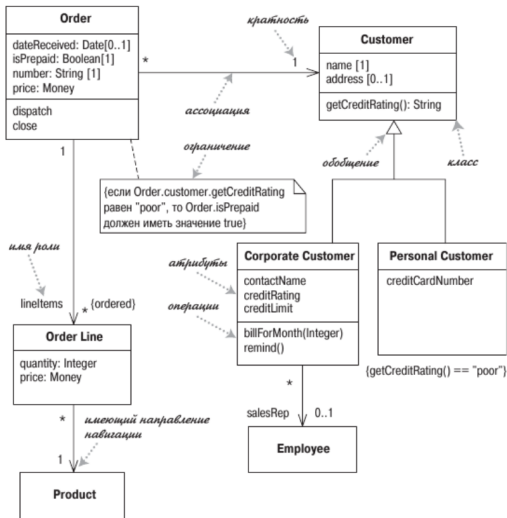 Order
dateReceived: Date[0..1]
isPrepaid: Boolean[1]
number: String [1]
price: Money
dispatch
close
*
1
кратность
ассоциация
Customer
name [1]
address [0..1]
getCreditRating(): String
ограничение
обобщение
класс
1
{если Order.customer.getCreditRating
равен "poor", то Order.isPrepaid
должен иметь значение true}
имя роли
lineItems
* {ordered}
атрибуты
операции
Corporate Customer
contactName
creditRating
creditLimit
billForMonth(Integer)
remind()
Personal Customer
creditCardNumber
{getCreditRating() == "poor"}
Order Line
quantity: Integer
price: Money
*
имеющий направление
навигации
1
Product
*
salesRep
0..1
Employee